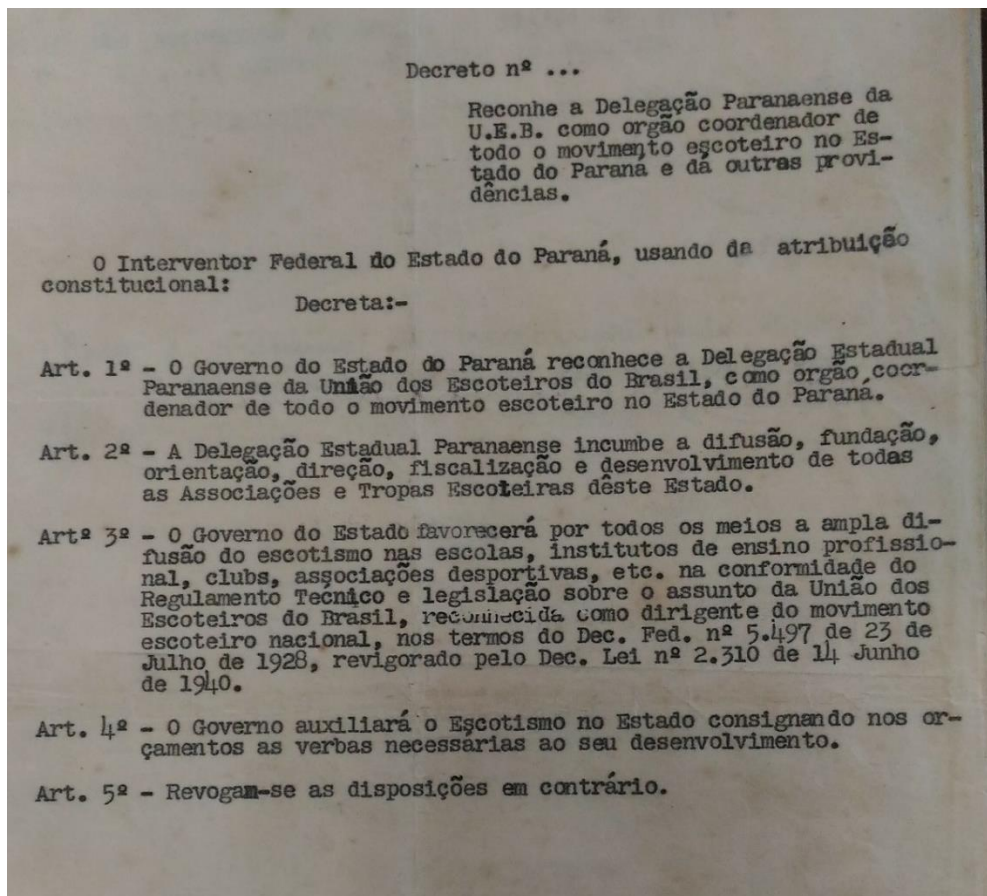 Decreto nº ...
Reconhe a Delegação Paranaense da
U.E.B. como orgão coordenador de
todo o movimento escoteiro no Es-
tado do Parana e dá outras provi-
dências.
O Interventor Federal do Estado do Paraná, usando da atribuição
constitucional:
Decreta:-
Art. 1º - O Governo do Estado do Paraná reconhece a Delegação Estadual
Paranaense da União dos Escoteiros do Brasil, como orgão coor-
denador de todo o movimento escoteiro no Estado do Paraná.
Art. 2º - A Delegação Estadual Paranaense incumbe a difusão, fundação,
orientação, direção, fiscalização e desenvolvimento de todas
as Associações e Tropas Escoteiras dêste Estado.
Artº 3º - O Governo do Estado favorecerá por todos os meios a ampla di-
fusão do escotismo nas escolas, institutos de ensino profissio-
nal, clubs, associações desportivas, etc. na conformidade do
Regulamento Tecnico e legislação sobre o assunto da União dos
Escoteiros do Brasil, reconhecida como dirigente do movimento
escoteiro nacional, nos termos do Dec. Fed. nº 5.497 de 23 de
Julho de 1928, revigorado pelo Dec. Lei nº 2.310 de 14 Junho
de 1940.
Art. 4º - O Governo auxiliará o Escotismo no Estado consignando nos or-
çamentos as verbas necessárias ao seu desenvolvimento.
Art. 5º - Revogam-se as disposições em contrário.